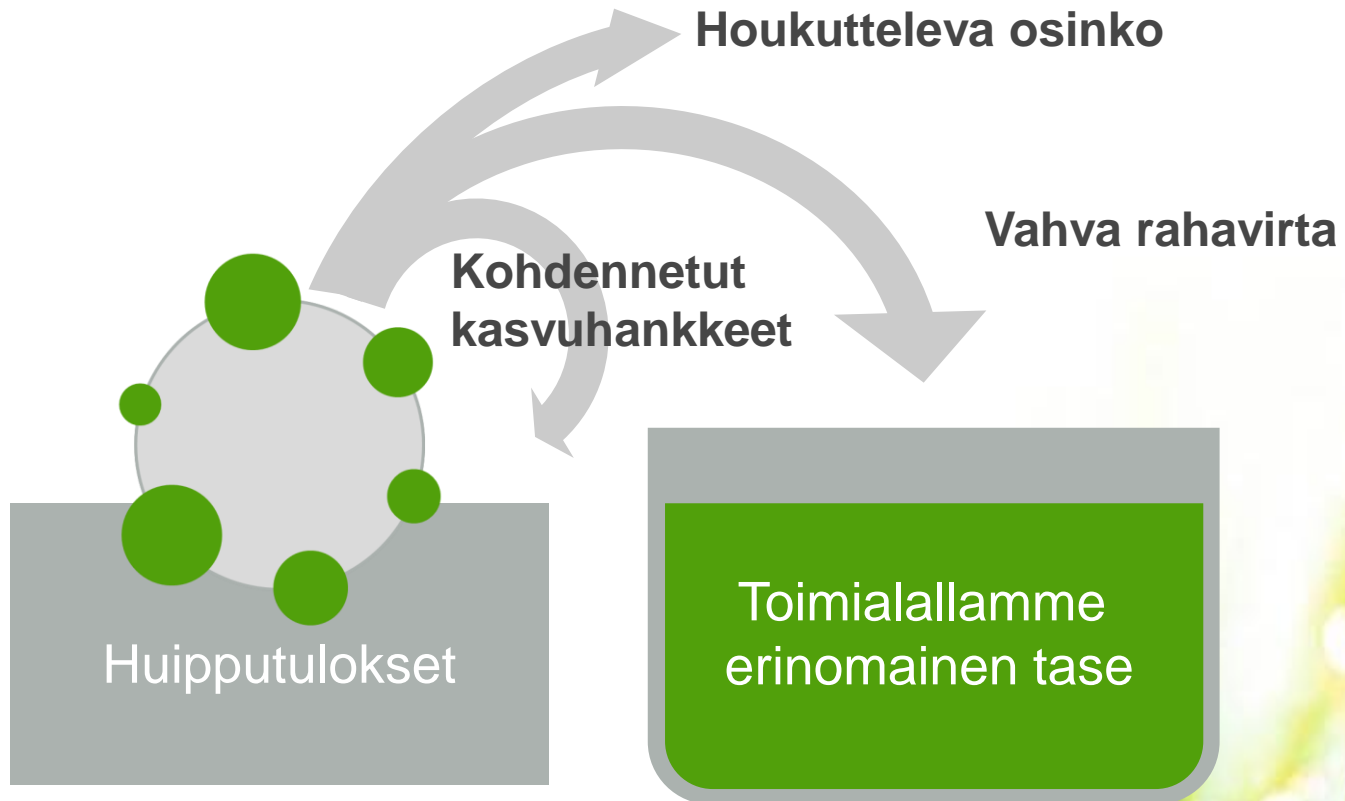 Houkutteleva osinko
Vahva rahavirta
Kohdennetut
kasvuhankkeet
Huipputulokset
Toimialallamme
erinomainen tase